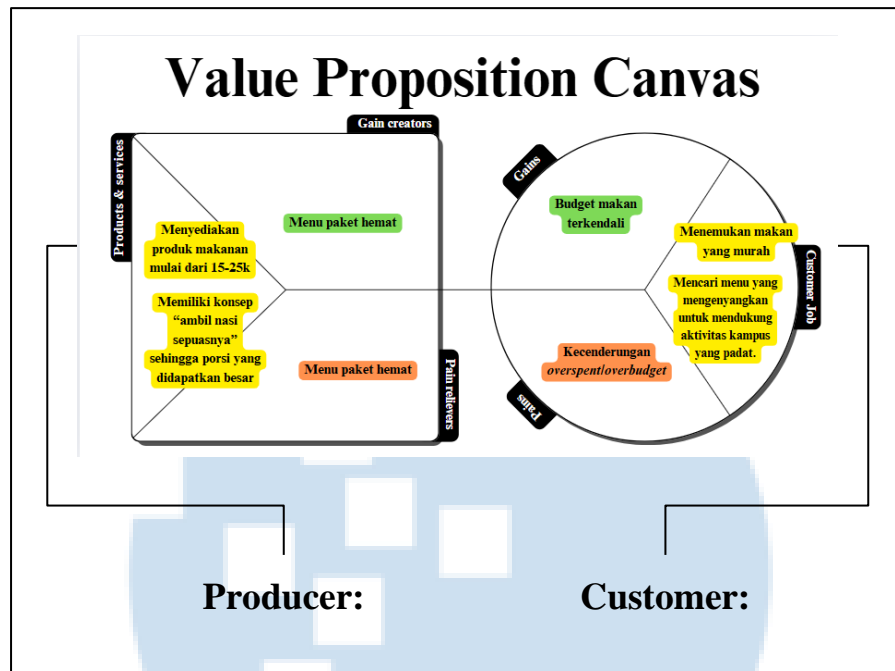 Value Proposition Canvas
Gain creators
Products & services
Menyediakan
produk makanan
mulai dari 15-25k
Memiliki konsep
“ambil nasi
sepuasnya”
sehingga porsi yang
didapatkan besar
Menu paket hemat
Menu paket hemat
Pain relievers
Gains
Budget makan
terkendali
Menemukan makan
yang murah
Mencari menu yang
mengenyangkan
untuk mendukung
aktivitas kampus
yang padat.
Customer Job
Kecenderungan
overspent/overbudget
Pains
Producer:
Customer: